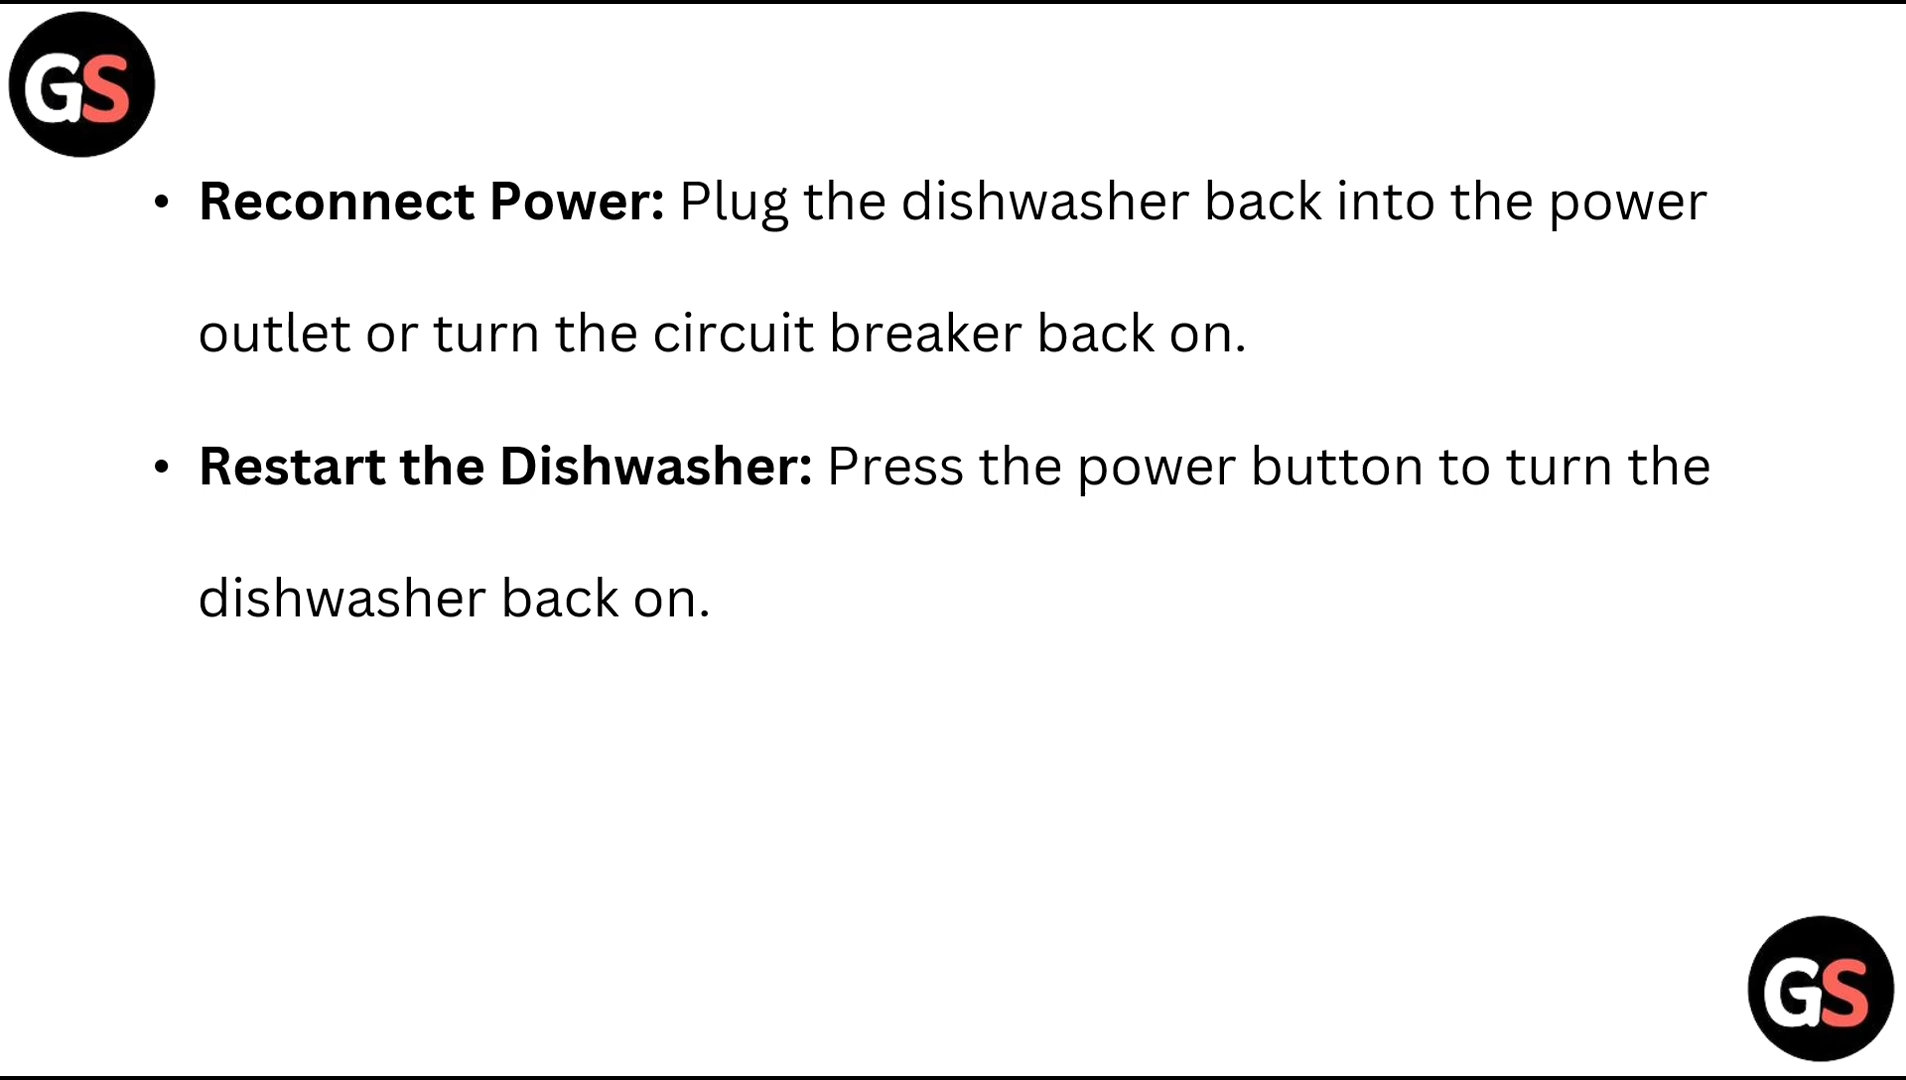 GS
• Reconnect Power: Plug the dishwasher back into the power
outlet or turn the circuit breaker back on.
• Restart the Dishwasher: Press the power button to turn the
dishwasher back on.
GS